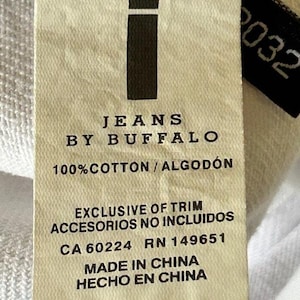 JEANS
BY BUFFALO
100%COTTON / ALGODÓN
EXCLUSIVE OF TRIM
ACCESORIOS NO INCLUIDOS
CA 60224 RN 149651
MADE IN CHINA
HECHO EN CHINA
2032